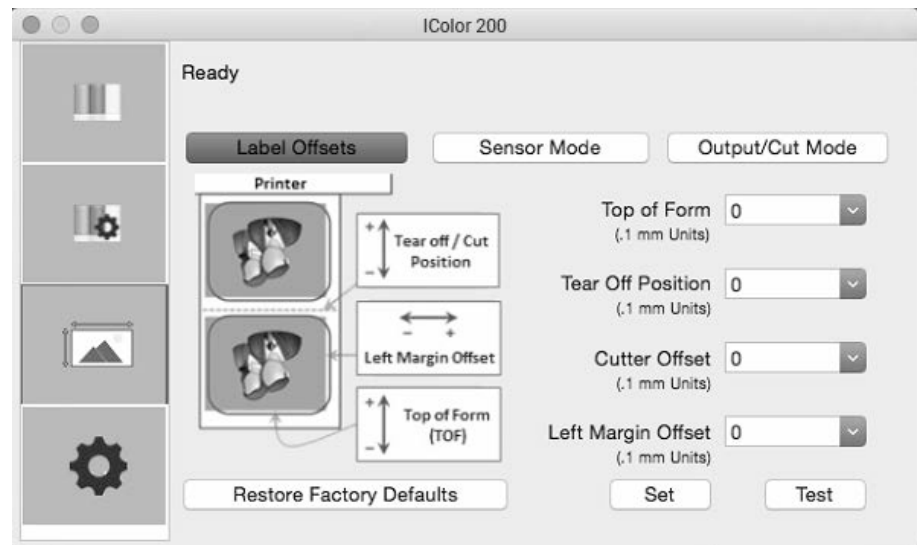 IColor 200
Ready
Label Offsets
Sensor Mode
Output/Cut Mode
Printer
+
-
Tear off / Cut
Position
- +
Left Margin Offset
+
-
Top of Form
(TOF)
Top of Form 0
(.1 mm Units)
Tear Off Position 0
(.1 mm Units)
Cutter Offset 0
(.1 mm Units)
Left Margin Offset 0
(.1 mm Units)
Restore Factory Defaults
Set
Test